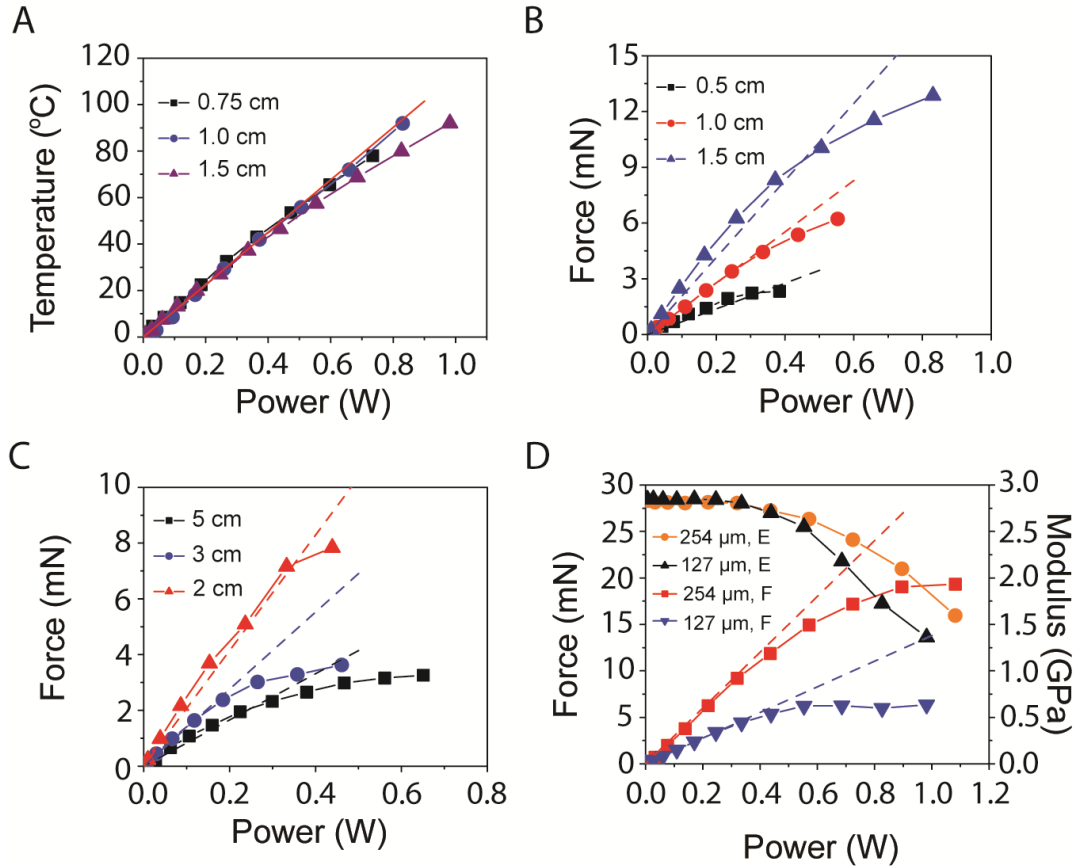 A
120
100
80
60
40
20
0
Temperature (ºC)
0.75 cm
1.0 cm
1.5 cm
0.0 0.2 0.4 0.6 0.8 1.0
Power (W)
B
15
12
9
6
3
0
Force (mN)
0.5 cm
1.0 cm
1.5 cm
0.0 0.2 0.4 0.6 0.8 1.0
Power (W)
C
10
8
6
4
2
0
Force (mN)
5 cm
3 cm
2 cm
0.0 0.2 0.4 0.6 0.8
Power (W)
D
30
25
20
15
10
5
0
Force (mN)
254 µm, E
127 µm, E
254 µm, F
127 µm, F
3.0
2.5
2.0
1.5
1.0
0.5
0.0
Modulus (GPa)
0.0 0.2 0.4 0.6 0.8 1.0 1.2
Power (W)